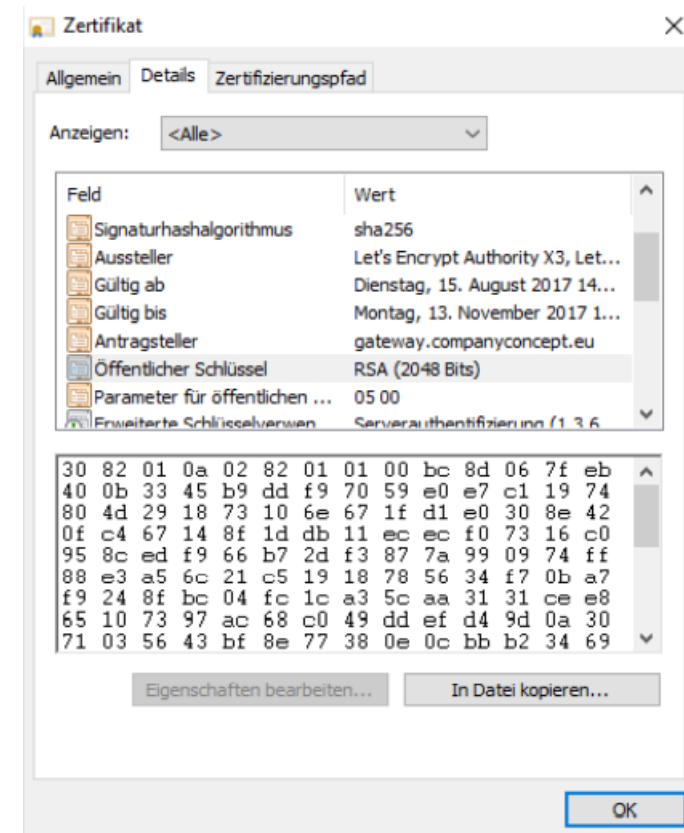 Zertifikat
Allgemein Details Zertifizierungspfad
Anzeigen: <Alle>
Feld Wert
Signaturhashalgorithmus sha256
Aussteller Let's Encrypt Authority X3, Let...
Gültig ab Dienstag, 15. August 2017 14...
Gültig bis Montag, 13. November 2017 1...
Antragsteller gateway.companyconcept.eu
Öffentlicher Schlüssel RSA (2048 Bits)
Parameter für öffentlichen ... 05 00
Erweiterte Schlüsselverwen Serverauthentifizierung (1.3.6
30 82 01 0a 02 82 01 01 00 bc 8d 06 7f eb
40 0b 33 45 b9 dd f9 70 59 e0 e7 c1 19 74
80 4d 29 18 73 10 6e 67 1f d1 e0 30 8e 42
0f c4 67 14 8f 1d db 11 ec ec f0 73 16 c0
95 8c ed f9 66 b7 2d f3 87 7a 99 09 74 ff
88 e3 a5 6c 21 c5 19 18 78 56 34 f7 0b a7
f9 24 8f bc 04 fc 1c a3 5c aa 31 31 ce e8
65 10 73 97 ac 68 c0 49 dd ef d4 9d 0a 30
71 03 56 43 bf 8e 77 38 0e 0c bb b2 34 69
Eigenschaften bearbeiten... In Datei kopieren...
OK